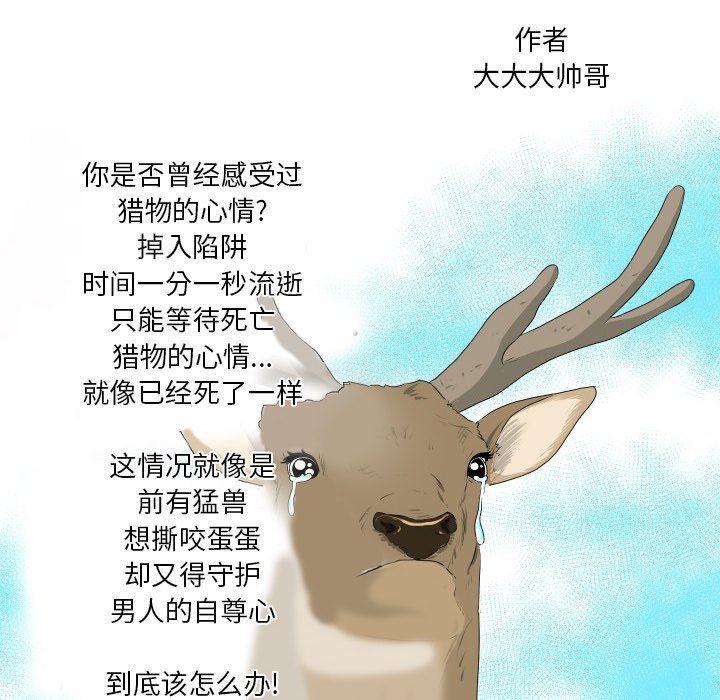 作者
大大大帅哥
你是否曾经感受过
猎物的心情?
掉入陷阱
时间一分一秒流逝
只能等待死亡
猎物的心情...
就像已经死了一样
这情况就像是
前有猛兽
想撕咬蛋蛋
却又得守护
男人的自尊心
到底该怎么办!